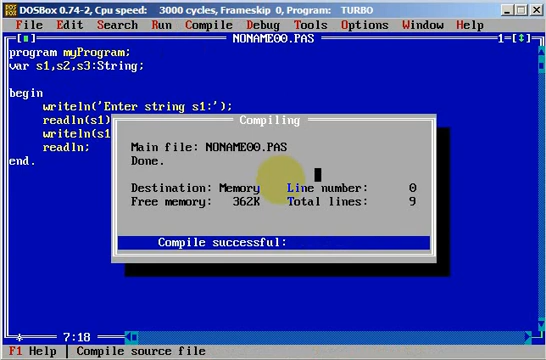 DOSBox 0.74-2, Cpu speed: 3000 cycles, Frameskip 0, Program: TURBO
File Edit Search Run Compile Debug Tools Options Window Help
NONAME00.PAS 1=[↕]
program myProgram;
var s1,s2,s3:String;
begin
writeln('Enter string s1:');
readln(s1)
writeln(s1
readln;
end.
Compiling
Main file: NONAME00.PAS
Done.
Destination: Memory Line number: 0
Free memory: 362K Total lines: 9
Compile successful:
7:18
F1 Help | Compile source file